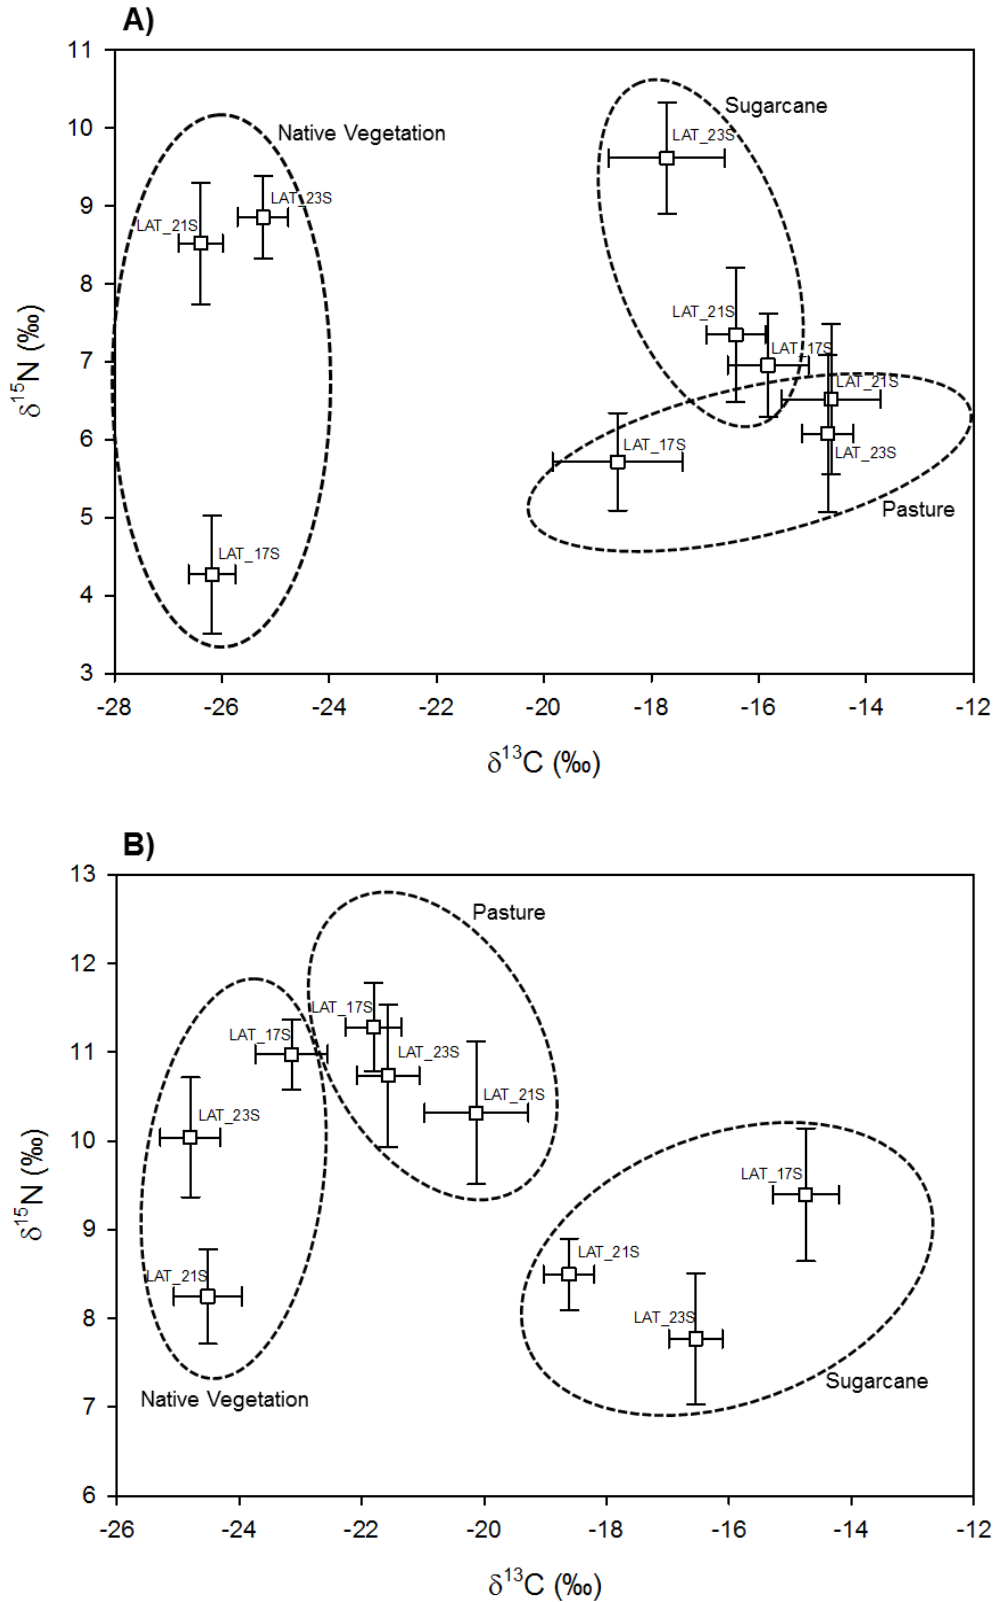 A)
11
10
9
8
7
6
5
4
3
δ15N (‰)
Native Vegetation
LAT_21S
LAT_23S
LAT_17S
Sugarcane
LAT_23S
LAT_21S
LAT_17S
LAT_21S
LAT_17S
LAT_23S
Pasture
-28 -26 -24 -22 -20 -18 -16 -14 -12
δ13C (‰)
B)
13
12
11
10
9
8
7
6
δ15N (‰)
Pasture
LAT_17S
LAT_23S
LAT_21S
LAT_17S
LAT_23S
LAT_21S
Native Vegetation
LAT_17S
LAT_21S
LAT_23S
Sugarcane
-26 -24 -22 -20 -18 -16 -14 -12
δ13C (‰)